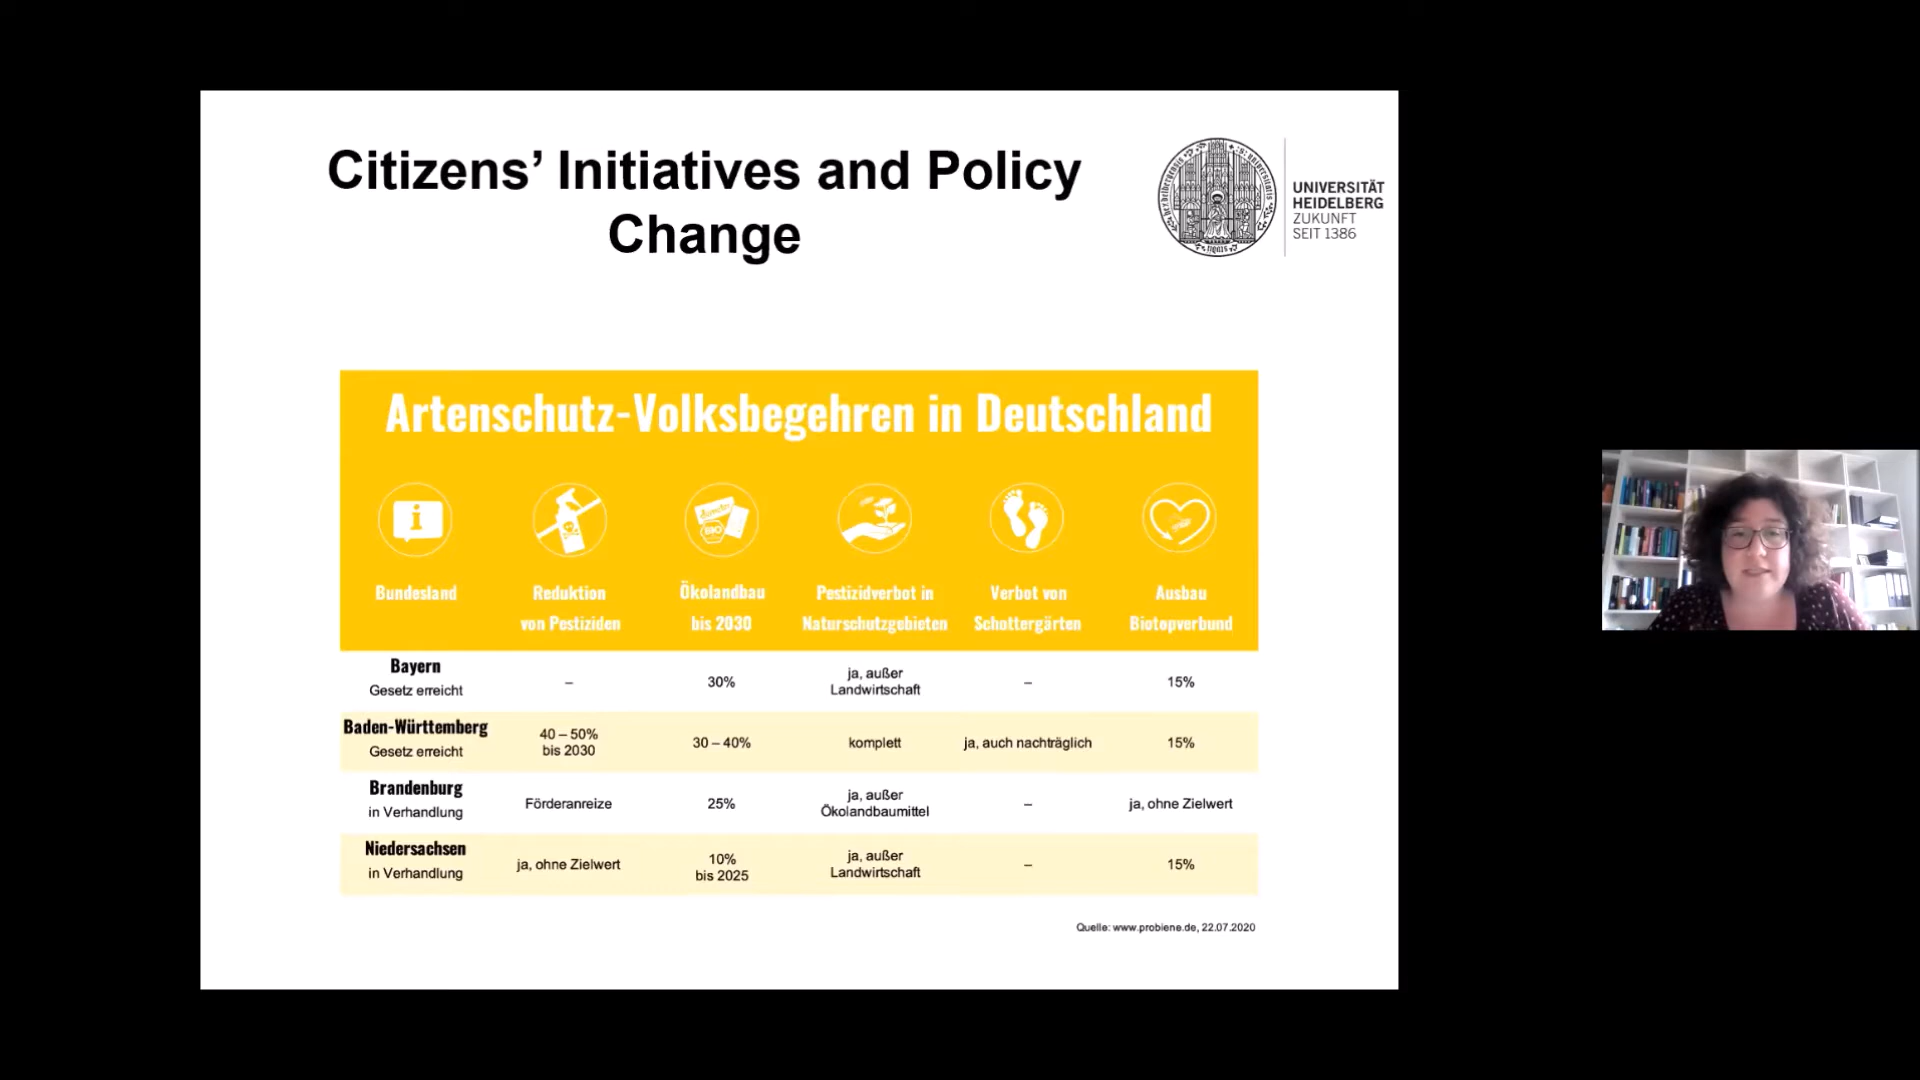 Citizens’ Initiatives and Policy
Change
UNIVERSITÄT
HEIDELBERG
ZUKUNFT
SEIT 1386
Artenschutz-Volksbegehren in Deutschland
i
BIO
Bundesland
Reduktion
von Pestiziden
Ökolandbau
bis 2030
Pestizidverbot in
Naturschutzgebieten
Verbot von
Schottergärten
Ausbau
Biotopverbund
Bayern
Gesetz erreicht
–
30%
ja, außer
Landwirtschaft
–
15%
Baden-Württemberg
Gesetz erreicht
40 – 50%
bis 2030
30 – 40%
komplett
ja, auch nachträglich
15%
Brandenburg
in Verhandlung
Förderanreize
25%
ja, außer
Ökolandbaumittel
–
ja, ohne Zielwert
Niedersachsen
in Verhandlung
ja, ohne Zielwert
10%
bis 2025
ja, außer
Landwirtschaft
–
15%
Quelle: www.probiene.de, 22.07.2020